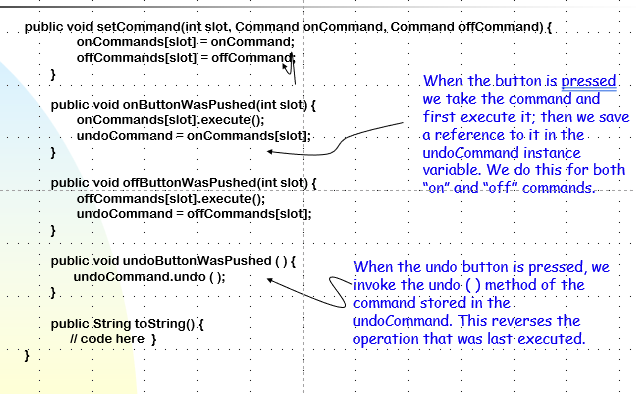 public void setCommand(int slot, Command onCommand, Command offCommand) {
onCommands[slot] = onCommand;
offCommands[slot] = offCommand;
}
public void onButtonWasPushed(int slot) {
onCommands[slot].execute();
undoCommand = onCommands[slot];
}
public void offButtonWasPushed(int slot) {
offCommands[slot].execute();
undoCommand = offCommands[slot];
}
public void undoButtonWasPushed ( ) {
undoCommand.undo ( );
}
public String toString() {
// code here }
}
When the button is pressed
we take the command and
first execute it; then we save
a reference to it in the
undoCommand instance
variable. We do this for both
“on” and “off” commands.
When the undo button is pressed, we
invoke the undo ( ) method of the
command stored in the
undoCommand. This reverses the
operation that was last executed.